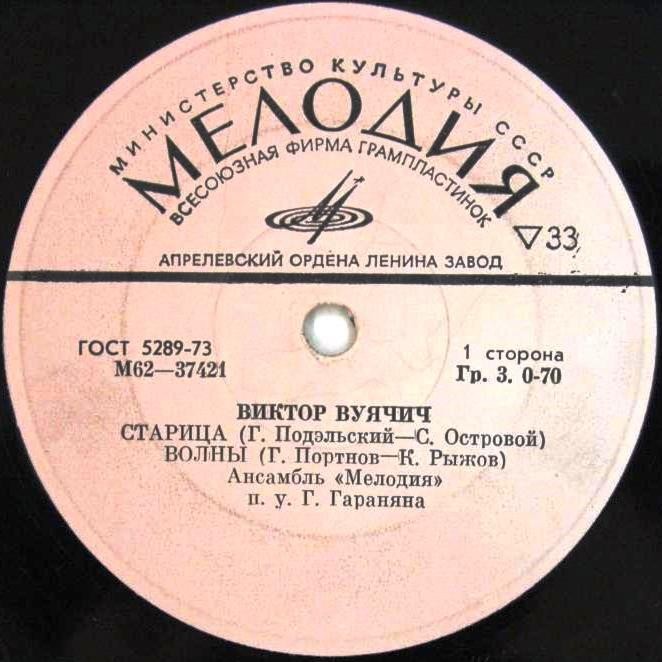 МИНИСТЕРСТВО КУЛЬТУРЫ СССР
МЕЛОДИЯ
ВСЕСОЮЗНАЯ ФИРМА ГРАМПЛАСТИНОК
▽33
АПРЕЛЕВСКИЙ ОРДЕНА ЛЕНИНА ЗАВОД
ГОСТ 5289-73
М62—37421
1 сторона
Гр. 3. 0-70
ВИКТОР ВУЯЧИЧ
СТАРИЦА (Г. Подэльский—С. Островой)
ВОЛНЫ (Г. Портнов—К. Рыжов)
Ансамбль «Мелодия»
п. у. Г. Гараняна